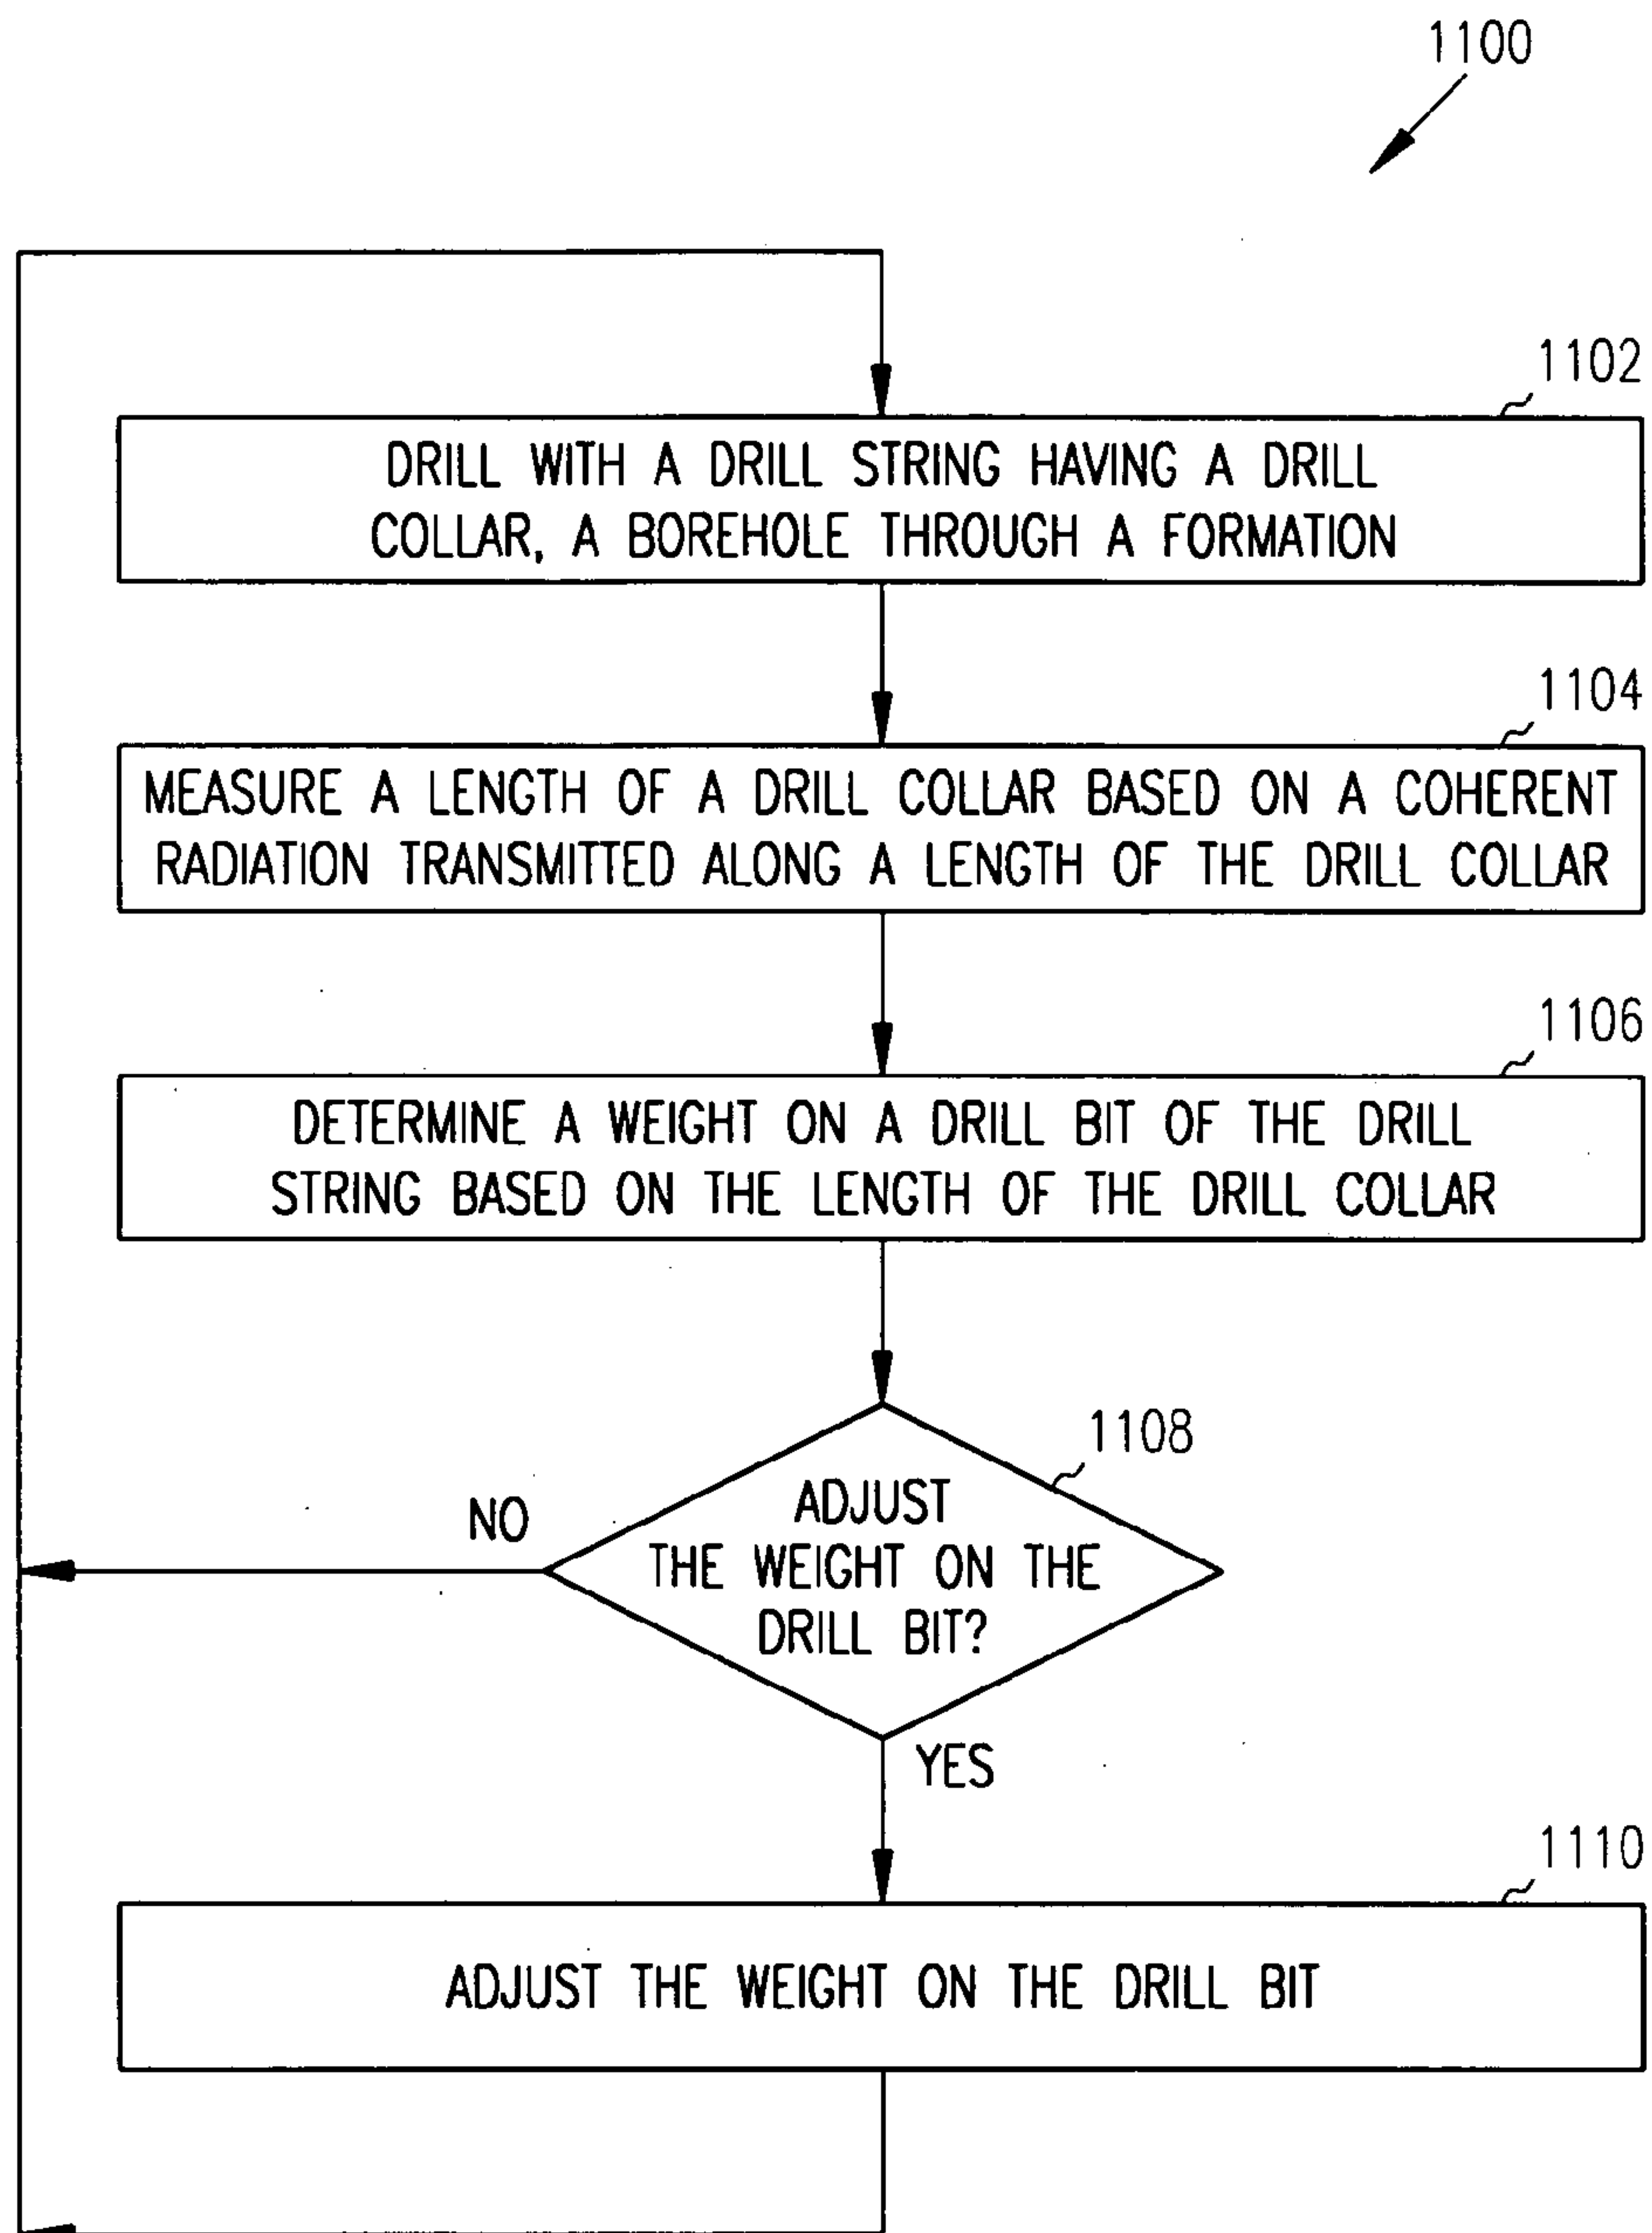 1100
1102
DRILL WITH A DRILL STRING HAVING A DRILL
COLLAR, A BOREHOLE THROUGH A FORMATION
1104
MEASURE A LENGTH OF A DRILL COLLAR BASED ON A COHERENT
RADIATION TRANSMITTED ALONG A LENGTH OF THE DRILL COLLAR
1106
DETERMINE A WEIGHT ON A DRILL BIT OF THE DRILL
STRING BASED ON THE LENGTH OF THE DRILL COLLAR
1108
ADJUST
THE WEIGHT ON THE
DRILL BIT?
NO
YES
1110
ADJUST THE WEIGHT ON THE DRILL BIT